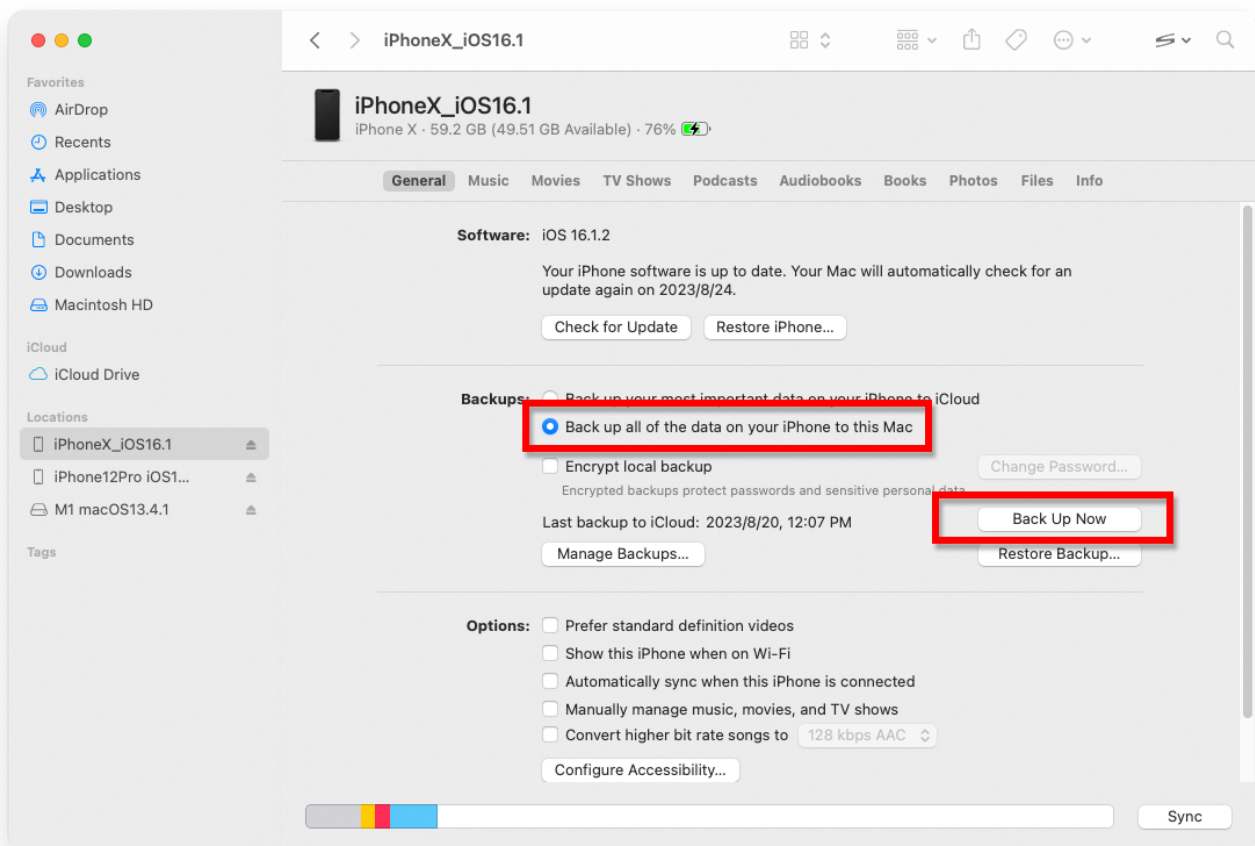 iPhoneX_iOS16.1
Favorites
AirDrop
Recents
Applications
Desktop
Documents
Downloads
Macintosh HD
iCloud
iCloud Drive
Locations
iPhoneX_iOS16.1
iPhone12Pro iOS1...
M1 macOS13.4.1
Tags
iPhoneX_iOS16.1
iPhone X · 59.2 GB (49.51 GB Available) · 76%
General Music Movies TV Shows Podcasts Audiobooks Books Photos Files Info
Software: iOS 16.1.2
Your iPhone software is up to date. Your Mac will automatically check for an
update again on 2023/8/24.
Check for Update Restore iPhone...
Backups: Back up your most important data on your iPhone to iCloud
Back up all of the data on your iPhone to this Mac
Encrypt local backup Change Password...
Encrypted backups protect passwords and sensitive personal data.
Last backup to iCloud: 2023/8/20, 12:07 PM Back Up Now
Manage Backups... Restore Backup...
Options: Prefer standard definition videos
Show this iPhone when on Wi-Fi
Automatically sync when this iPhone is connected
Manually manage music, movies, and TV shows
Convert higher bit rate songs to 128 kbps AAC
Configure Accessibility...
Sync